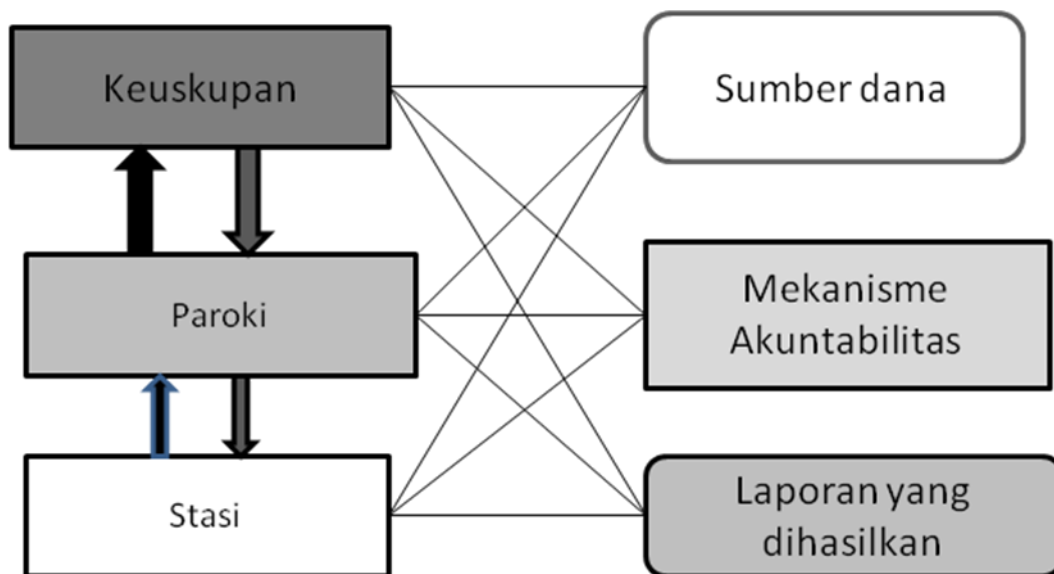 Keuskupan
Sumber dana
Paroki
Mekanisme
Akuntabilitas
Stasi
Laporan yang
dihasilkan